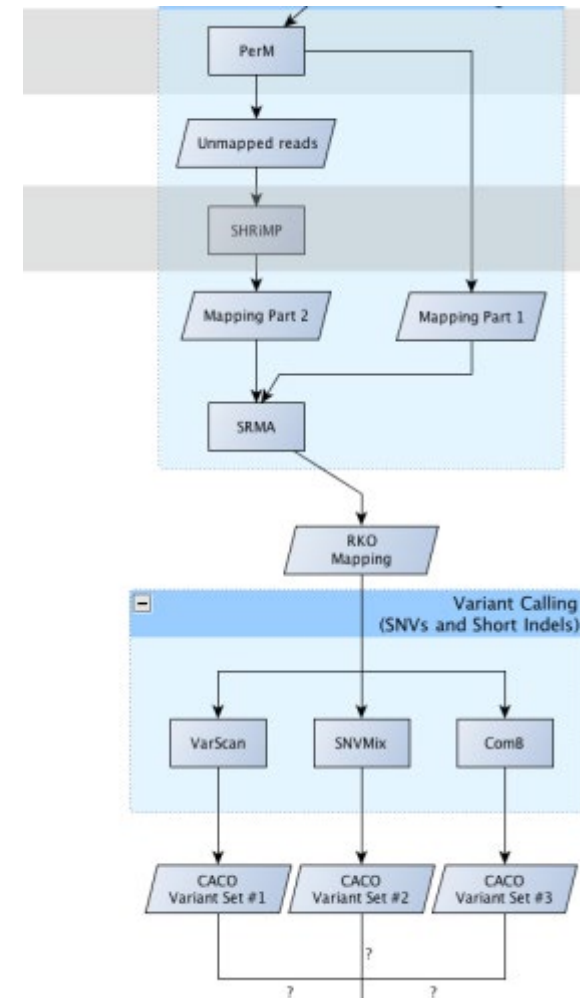 PerM
Unmapped reads
SHRiMP
Mapping Part 2
Mapping Part 1
SRMA
RKO
Mapping
Variant Calling
(SNVs and Short Indels)
VarScan
SNVMix
ComB
CACO
Variant Set #1
CACO
Variant Set #2
CACO
Variant Set #3
?
?
?